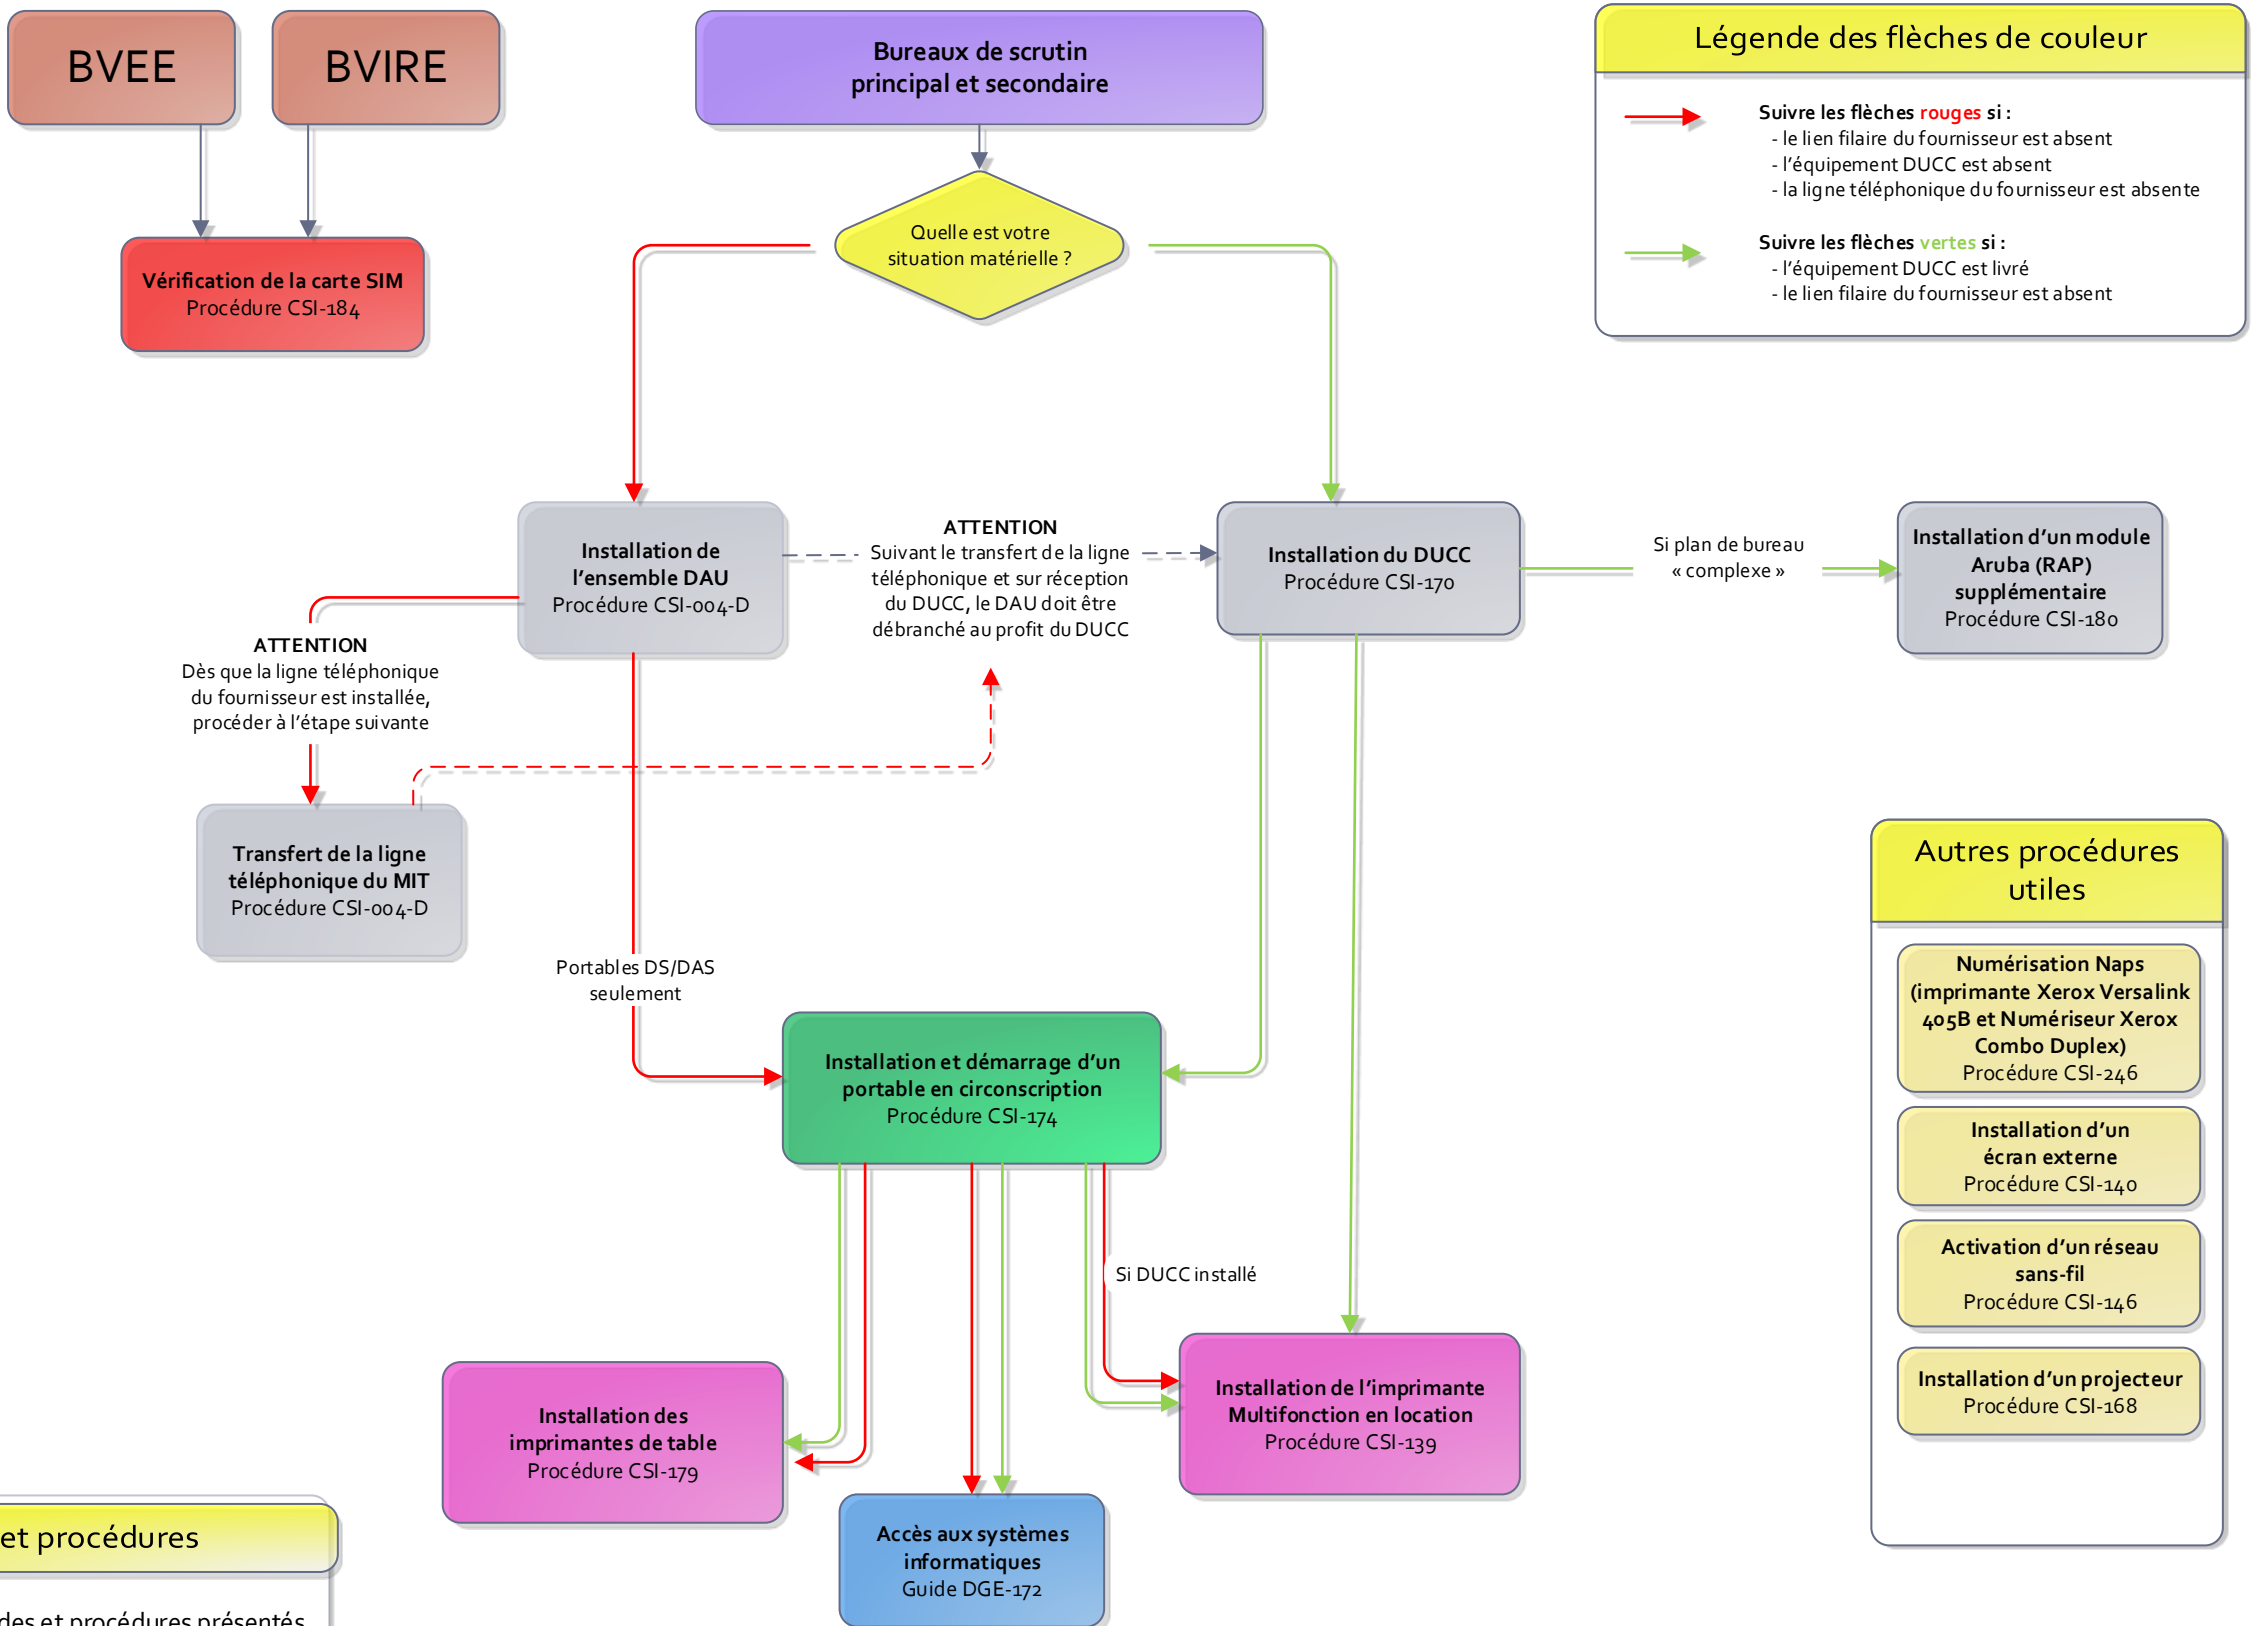 BVEE
BVIRE
Bureaux de scrutin
principal et secondaire
Légende des flèches de couleur
Suivre les flèches rouges si :
- le lien filaire du fournisseur est absent
- l'équipement DUCC est absent
- la ligne téléphonique du fournisseur est absente
Suivre les flèches vertes si :
- l'équipement DUCC est livré
- le lien filaire du fournisseur est absent
Quelle est votre
situation matérielle ?
Vérification de la carte SIM
Procédure CSI-184
Installation de
l'ensemble DAU
Procédure CSI-004-D
ATTENTION
Suivant le transfert de la ligne
téléphonique et sur réception
du DUCC, le DAU doit être
débranché au profit du DUCC
Installation du DUCC
Procédure CSI-170
Si plan de bureau
« complexe »
Installation d'un module
Aruba (RAP)
supplémentaire
Procédure CSI-180
ATTENTION
Dès que la ligne téléphonique
du fournisseur est installée,
procéder à l'étape suivante
Transfert de la ligne
téléphonique du MIT
Procédure CSI-004-D
Portables DS/DAS
seulement
Installation et démarrage d'un
portable en circonscription
Procédure CSI-174
Si DUCC installé
Installation des
imprimantes de table
Procédure CSI-179
Installation de l'imprimante
Multifonction en location
Procédure CSI-139
Accès aux systèmes
informatiques
Guide DGE-172
Autres procédures
utiles
Numérisation Naps
(imprimante Xerox Versalink
405B et Numériseur Xerox
Combo Duplex)
Procédure CSI-246
Installation d'un
écran externe
Procédure CSI-140
Activation d'un réseau
sans-fil
Procédure CSI-146
Installation d'un projecteur
Procédure CSI-168
et procédures
des et procédures présentés